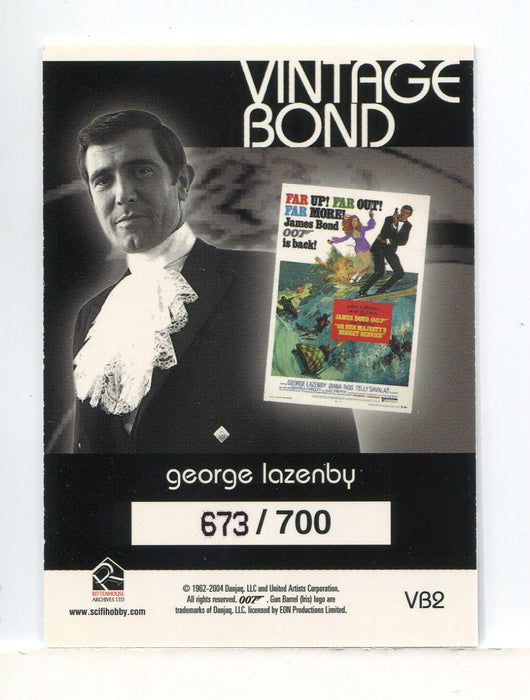 VINTAGE
BOND
FAR UP! FAR OUT!
FAR MORE!
James Bond
007
is back!
JAMES BOND 007
"ON HER MAJESTY'S
SECRET SERVICE"
GEORGE LAZENBY DIANA RIGG TELLY SAVALAS
george lazenby
673 / 700
RITTENHOUSE
ARCHIVES LTD
www.scifihobby.com
© 1962-2004 Danjaq, LLC and United Artists Corporation.
All rights reserved. 007 , Gun Barrel (Iris) logo are
trademarks of Danjaq, LLC, licensed by EON Productions Limited.
VB2